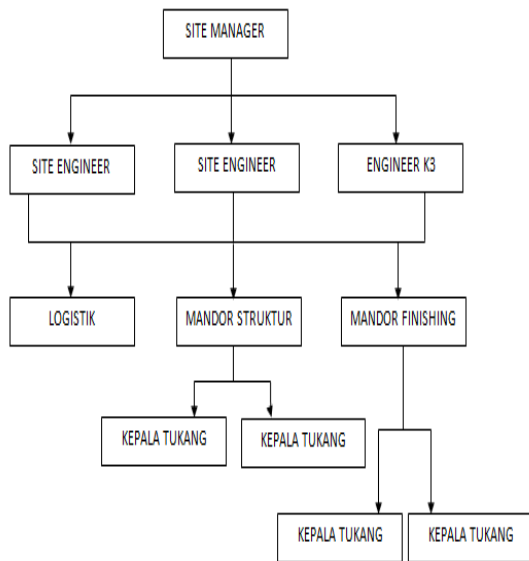 SITE MANAGER
SITE ENGINEER
SITE ENGINEER
ENGINEER K3
LOGISTIK
MANDOR STRUKTUR
MANDOR FINISHING
KEPALA TUKANG
KEPALA TUKANG
KEPALA TUKANG
KEPALA TUKANG